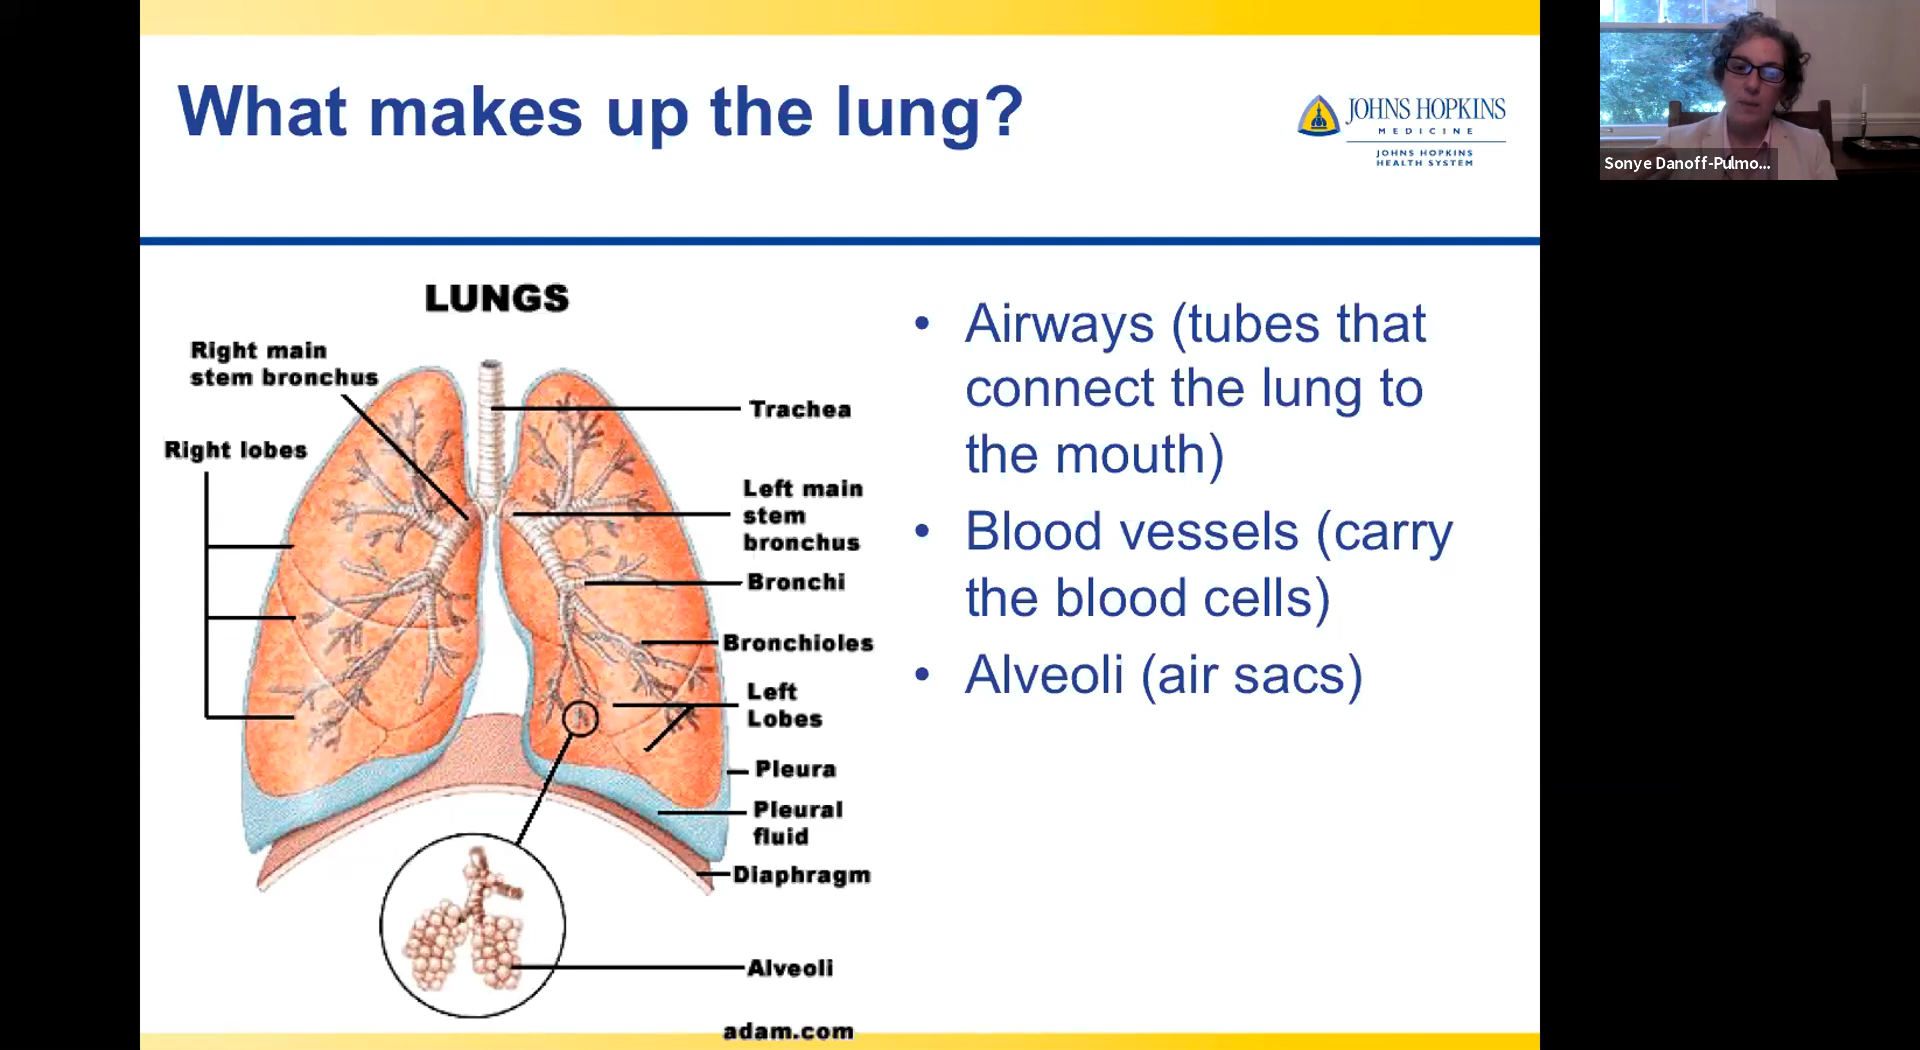 What makes up the lung?
JOHNS HOPKINS
MEDICINE
JOHNS HOPKINS
HEALTH SYSTEM
Sonye Danoff-Pulmo...
LUNGS
Right main
stem bronchus
Right lobes
Trachea
Left main
stem
bronchus
Bronchi
Bronchioles
Left
Lobes
Pleura
Pleural
fluid
Diaphragm
Alveoli
adam.com
• Airways (tubes that
connect the lung to
the mouth)
• Blood vessels (carry
the blood cells)
• Alveoli (air sacs)